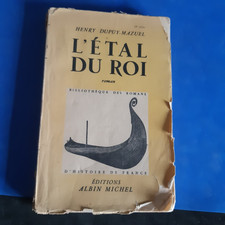 HENRY DUPUY-MAZUEL
L'ÉTAL
DU ROI
roman
BIBLIOTHÈQUE DES ROMANS
D'HISTOIRE DE FRANCE
ÉDITIONS
ALBIN MICHEL